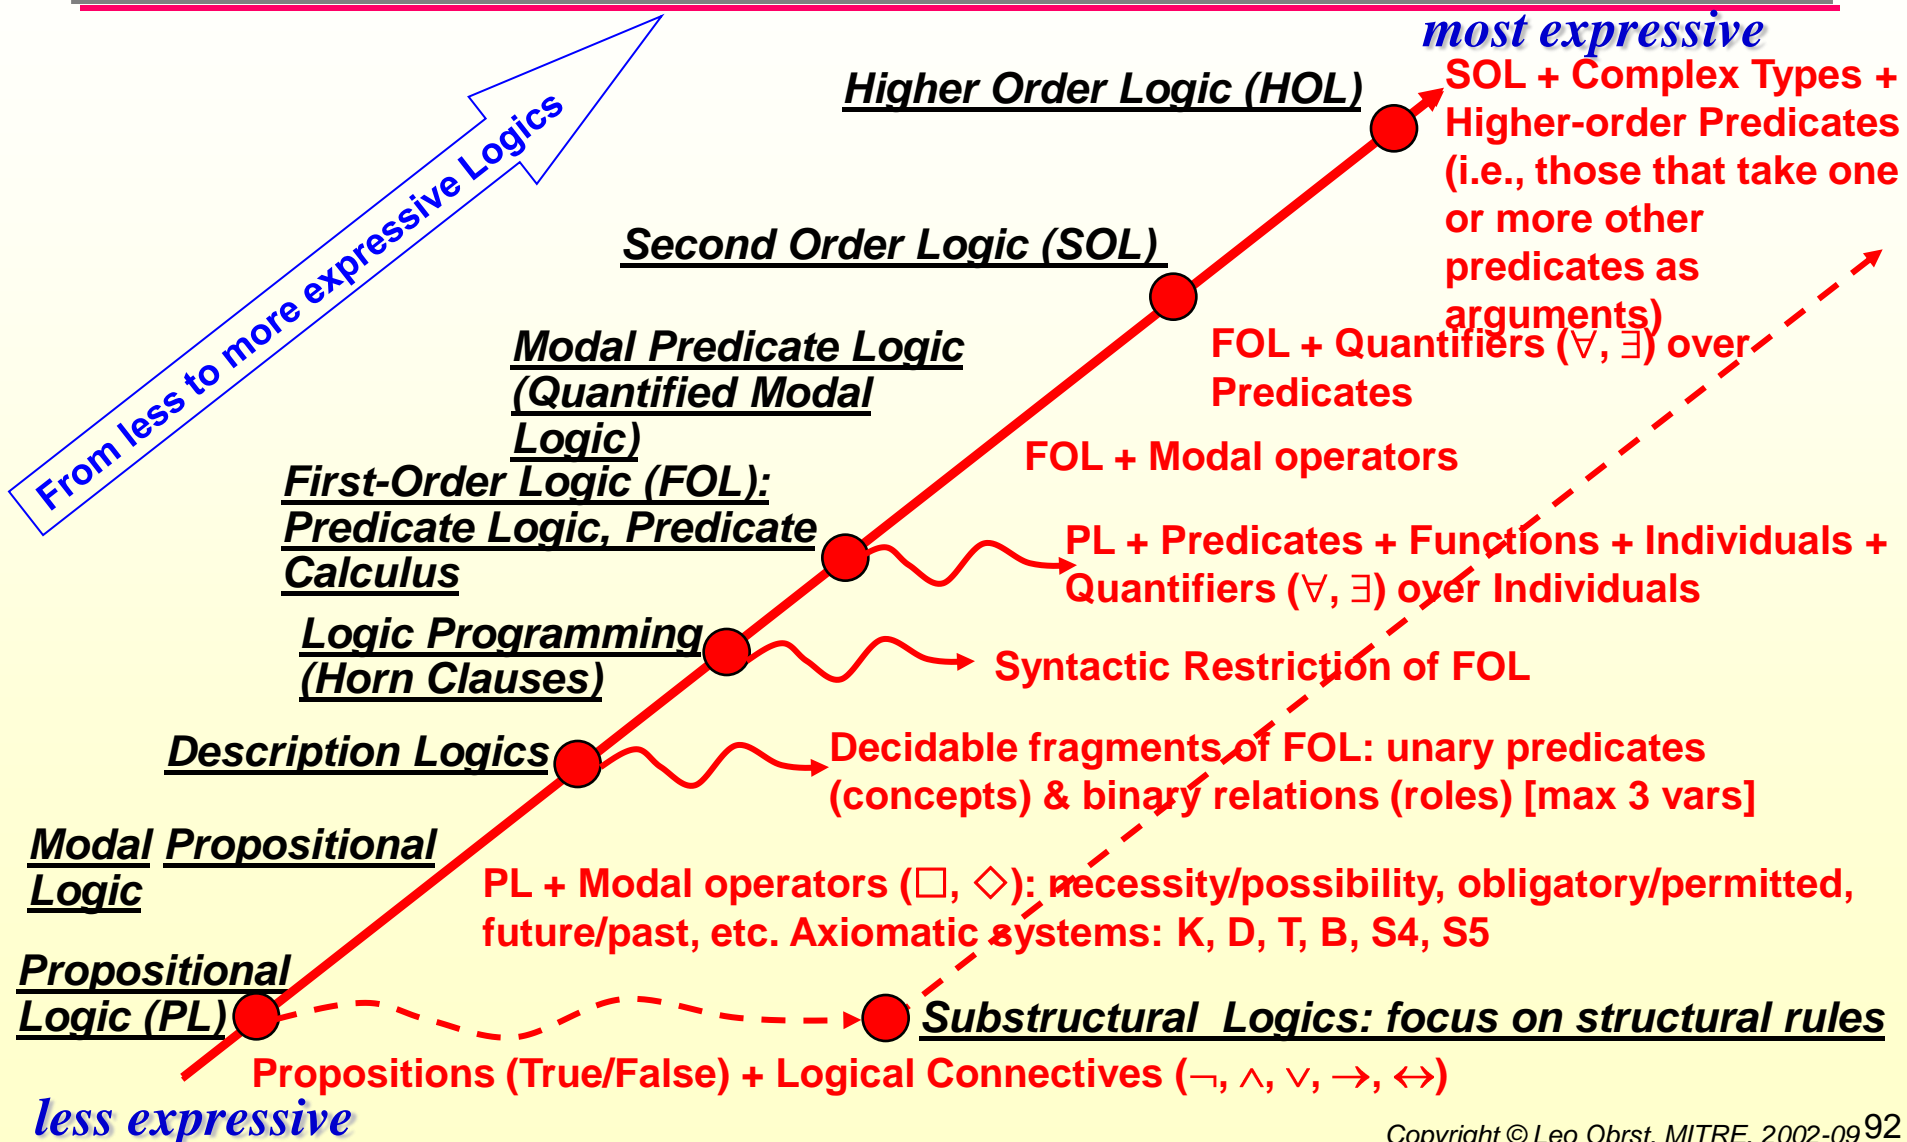 most expressive
From less to more expressive Logics
Higher Order Logic (HOL)
SOL + Complex Types +
Higher-order Predicates
(i.e., those that take one
or more other
predicates as
arguments)
Second Order Logic (SOL)
FOL + Quantifiers (∀, ∃) over
Predicates
Modal Predicate Logic
(Quantified Modal
Logic)
FOL + Modal operators
First-Order Logic (FOL):
Predicate Logic, Predicate
Calculus
PL + Predicates + Functions + Individuals +
Quantifiers (∀, ∃) over Individuals
Logic Programming
(Horn Clauses)
Syntactic Restriction of FOL
Description Logics
Decidable fragments of FOL: unary predicates
(concepts) & binary relations (roles) [max 3 vars]
Modal Propositional
Logic
PL + Modal operators (□, ◇): necessity/possibility, obligatory/permitted,
future/past, etc. Axiomatic systems: K, D, T, B, S4, S5
Propositional
Logic (PL)
Substructural Logics: focus on structural rules
Propositions (True/False) + Logical Connectives (¬, ∧, ∨, →, ↔)
less expressive
Copyright © Leo Obrst, MITRE, 2002-09 92